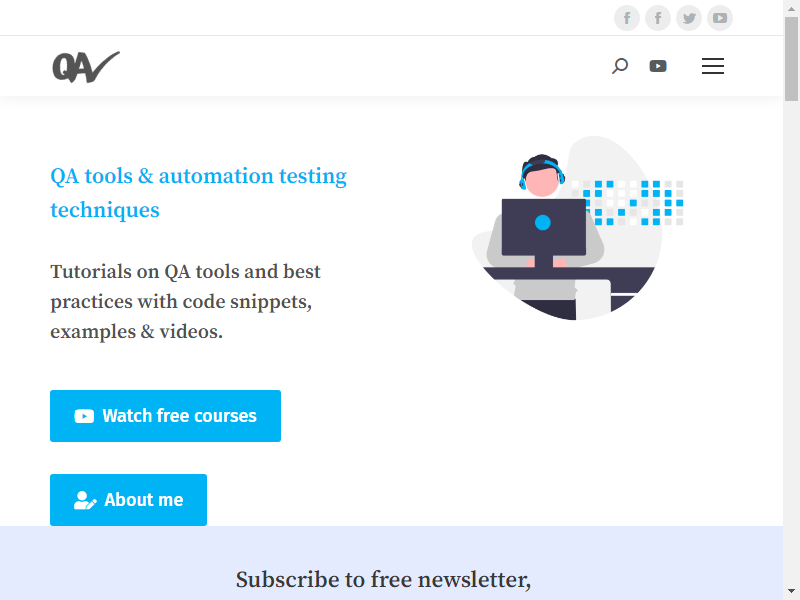 QA
QA tools & automation testing
techniques
Tutorials on QA tools and best
practices with code snippets,
examples & videos.
Watch free courses
About me
Subscribe to free newsletter,